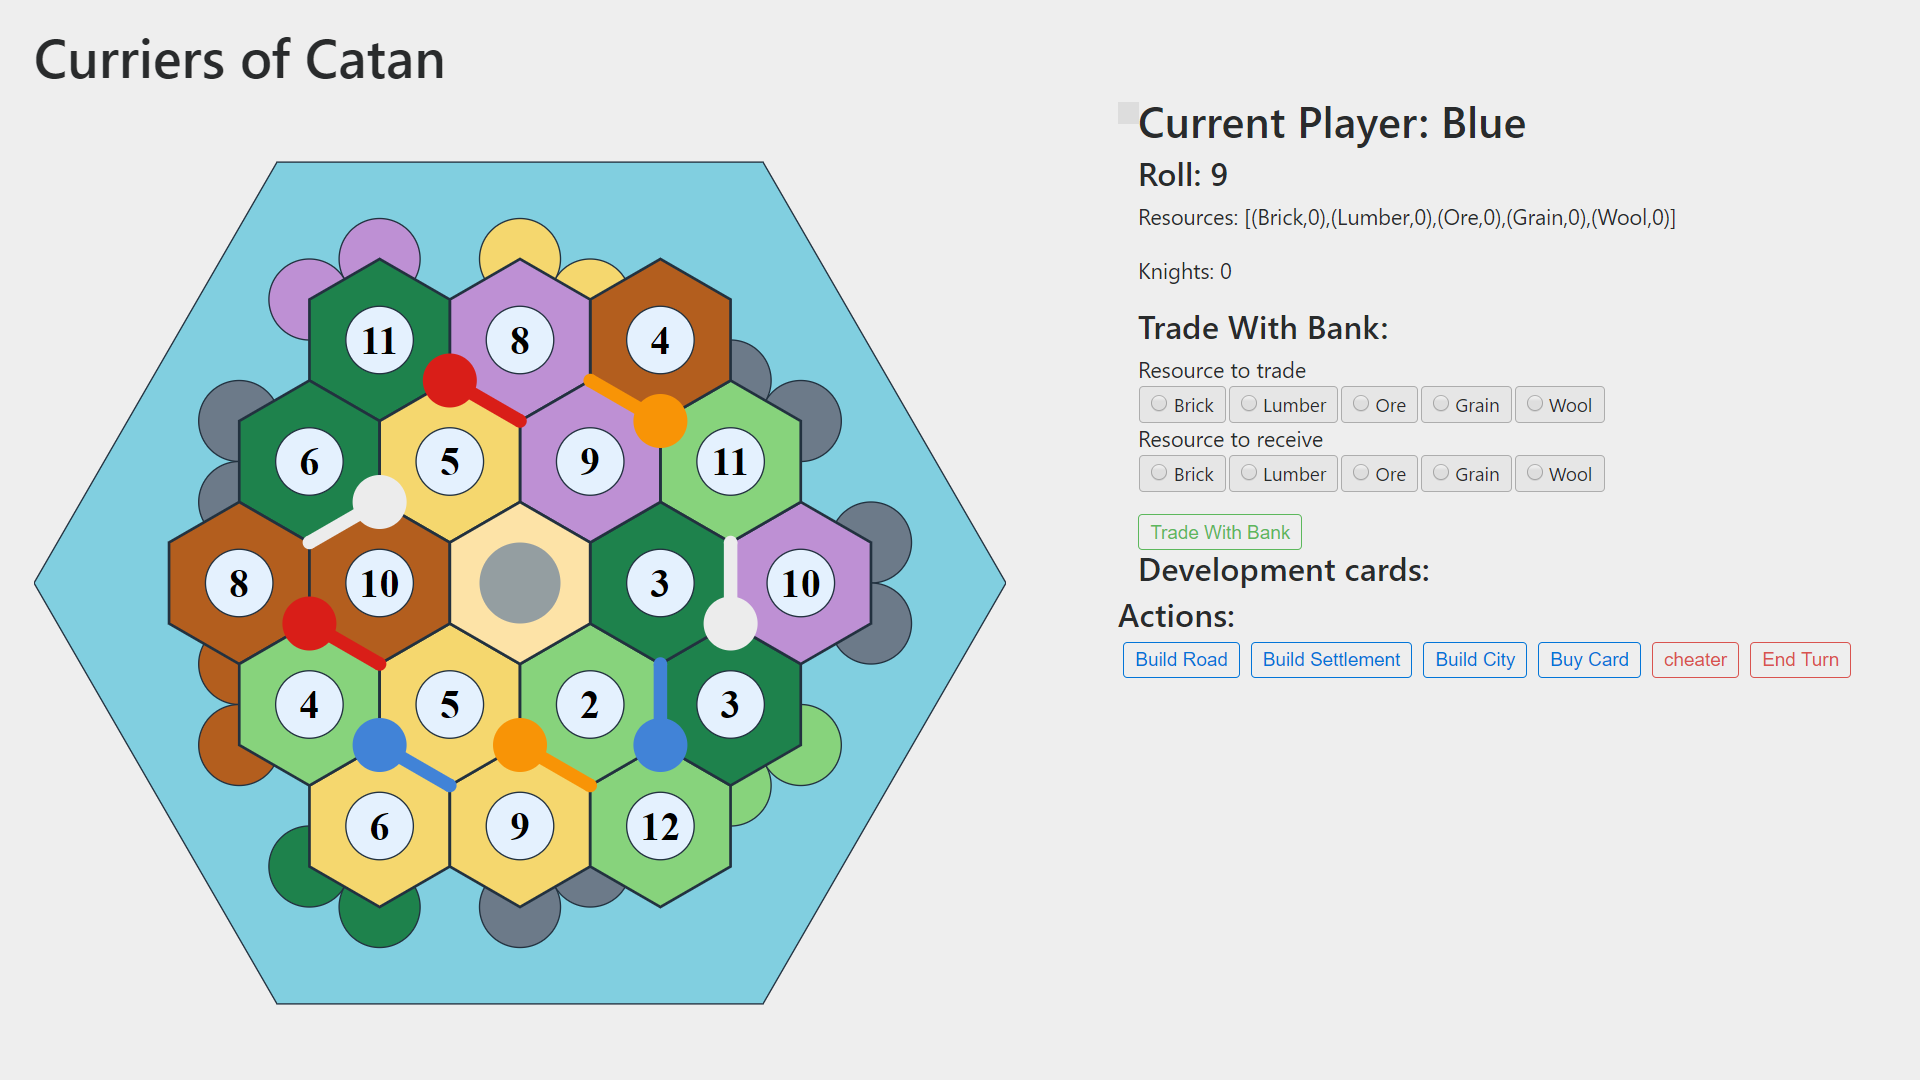 Curriers of Catan
Current Player: Blue
Roll: 9
Resources: [(Brick,0),(Lumber,0),(Ore,0),(Grain,0),(Wool,0)]
Knights: 0
Trade With Bank:
Resource to trade
Brick Lumber Ore Grain Wool
Resource to receive
Brick Lumber Ore Grain Wool
Trade With Bank
Development cards:
Actions:
Build Road Build Settlement Build City Buy Card cheater End Turn
11 8 4
6 5 9 11
8 10 3 10
4 5 2 3
6 9 12